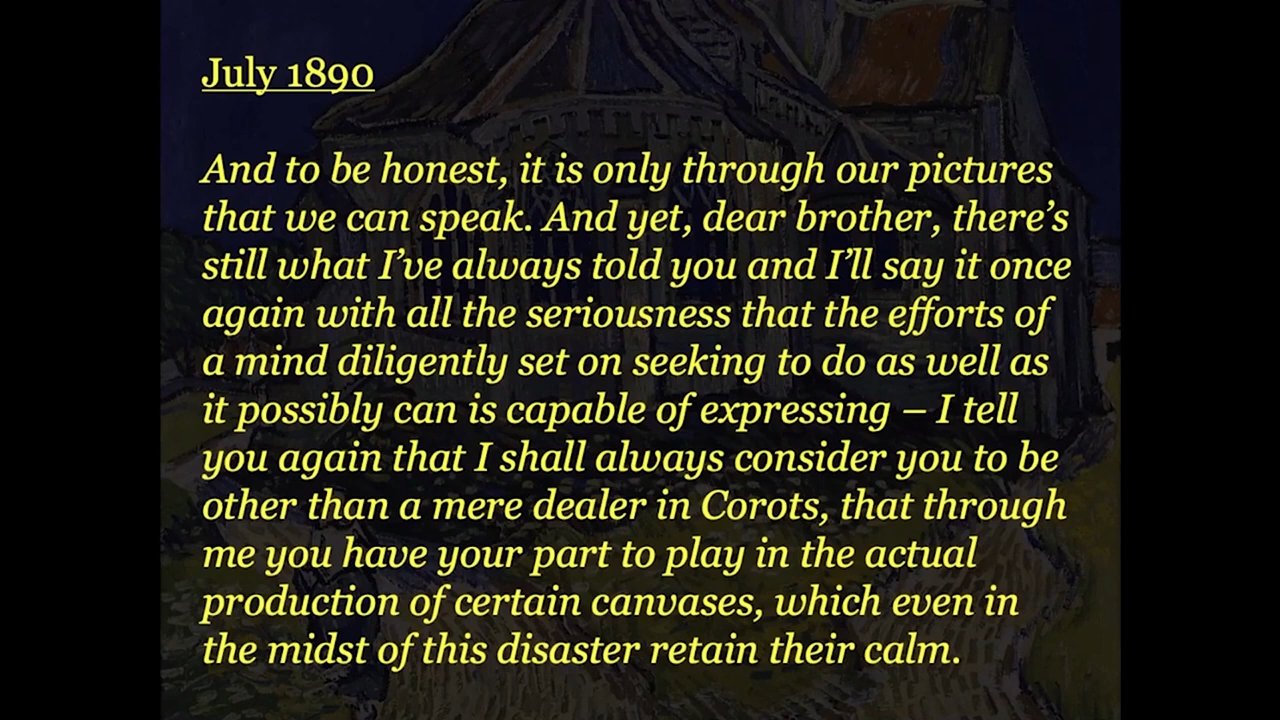 July 1890
And to be honest, it is only through our pictures
that we can speak. And yet, dear brother, there’s
still what I’ve always told you and I’ll say it once
again with all the seriousness that the efforts of
a mind diligently set on seeking to do as well as
it possibly can is capable of expressing – I tell
you again that I shall always consider you to be
other than a mere dealer in Corots, that through
me you have your part to play in the actual
production of certain canvases, which even in
the midst of this disaster retain their calm.